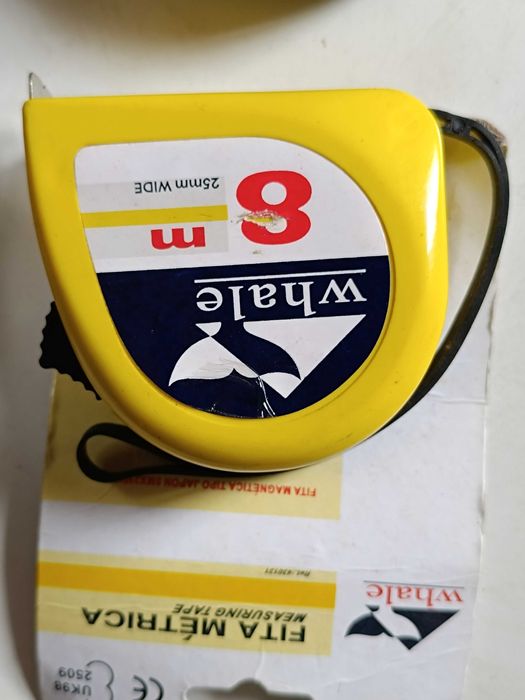 whale
8 m
25mm WIDE
CE
UK98
2509
FITA MÉTRICA
MEASURING TAPE
whale
FITA MAGNÉTICA TIPO JAPON